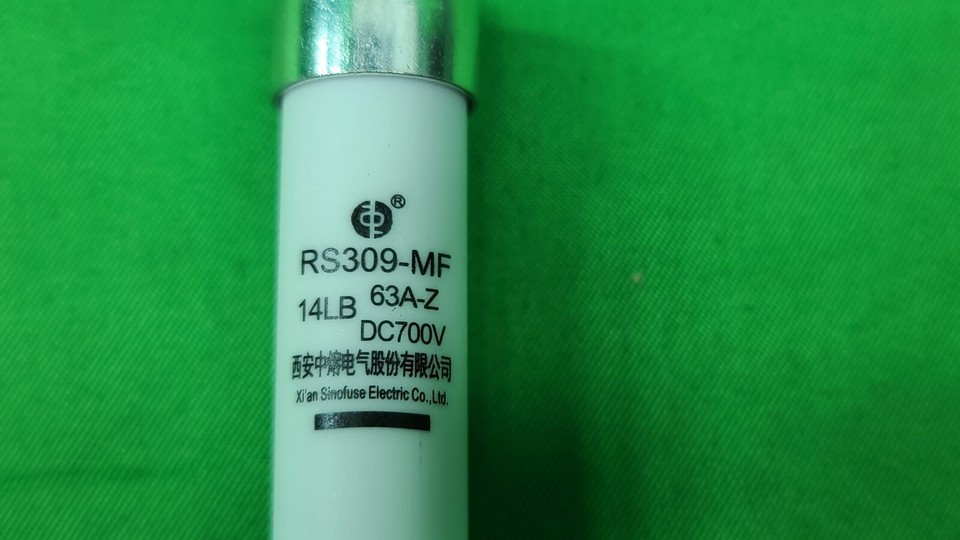 ®
RS309-MF
14LB 63A-Z
DC700V
西安中熔电气股份有限公司
Xi'an Sinofuse Electric Co.,Ltd.